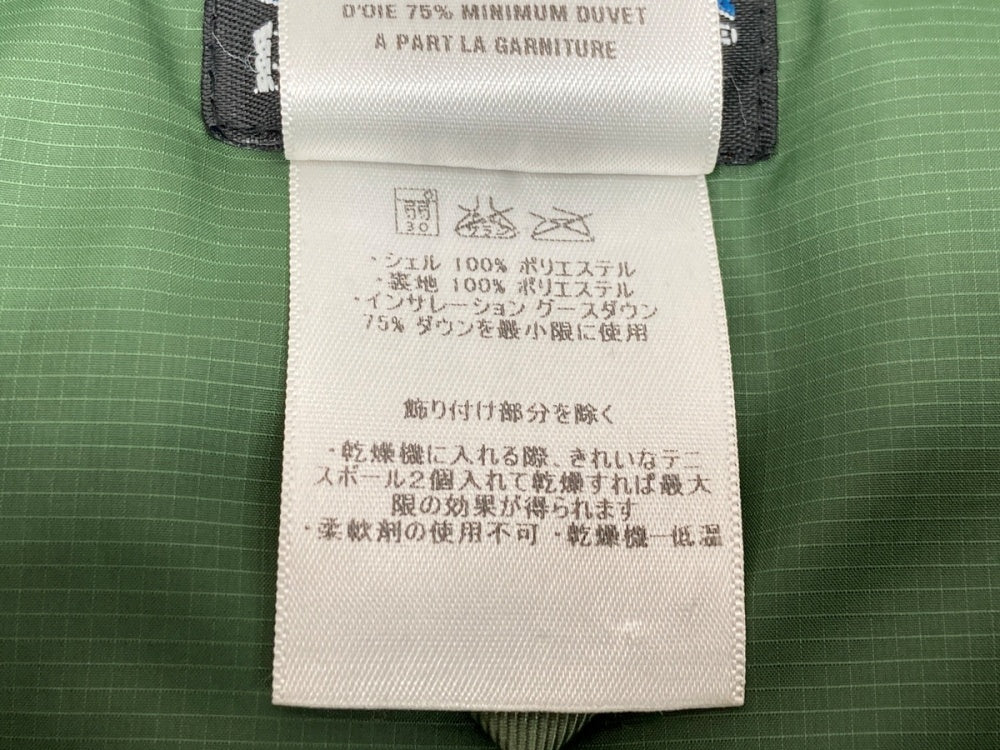 D'OIE 75% MINIMUM DUVET
A PART LA GARNITURE
弱
30
・シェル 100% ポリエステル
・裏地 100% ポリエステル
・インサレーション グースダウン
75% ダウンを最小限に使用
飾り付け部分を除く
・乾燥機に入れる際、きれいなテニ
スボール2個入れて乾燥すれば最大
限の効果が得られます
・柔軟剤の使用不可 ・乾燥機―低温